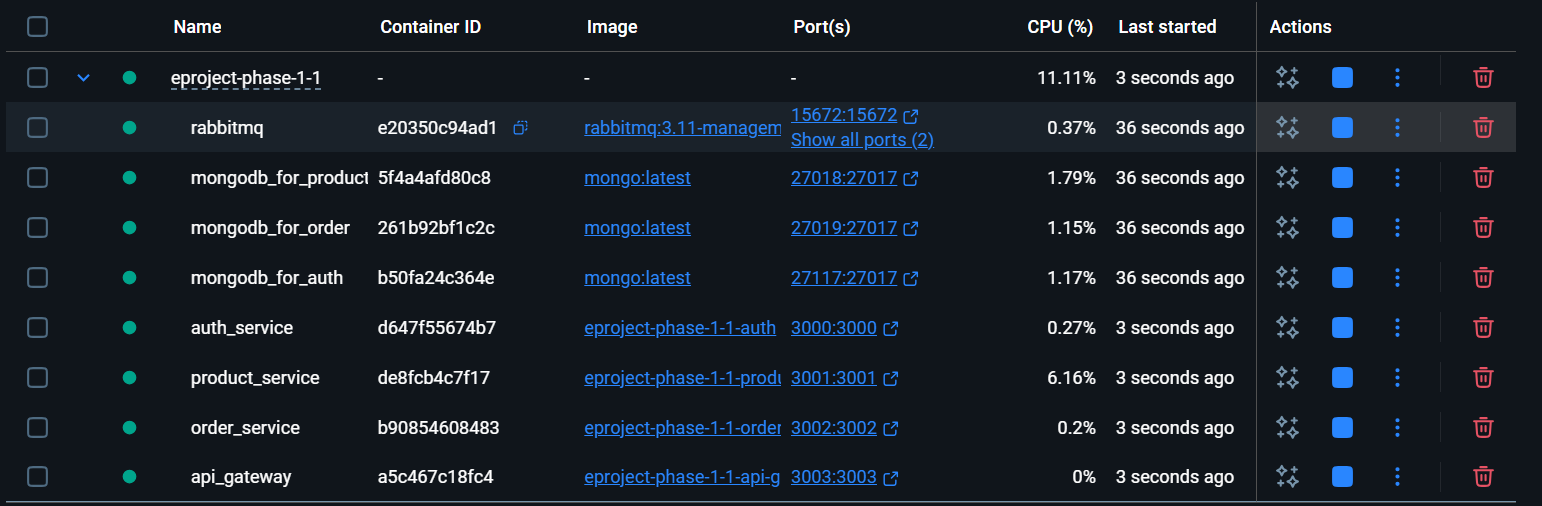 Name Container ID Image Port(s) CPU (%) Last started Actions
eproject-phase-1-1 - - - 11.11% 3 seconds ago
rabbitmq e20350c94ad1 rabbitmq:3.11-managem 15672:15672 0.37% 36 seconds ago
Show all ports (2)
mongodb_for_product 5f4a4afd80c8 mongo:latest 27018:27017 1.79% 36 seconds ago
mongodb_for_order 261b92bf1c2c mongo:latest 27019:27017 1.15% 36 seconds ago
mongodb_for_auth b50fa24c364e mongo:latest 27117:27017 1.17% 36 seconds ago
auth_service d647f55674b7 eproject-phase-1-1-auth 3000:3000 0.27% 3 seconds ago
product_service de8fcb4c7f17 eproject-phase-1-1-produ 3001:3001 6.16% 3 seconds ago
order_service b90854608483 eproject-phase-1-1-order 3002:3002 0.2% 3 seconds ago
api_gateway a5c467c18fc4 eproject-phase-1-1-api-g 3003:3003 0% 3 seconds ago